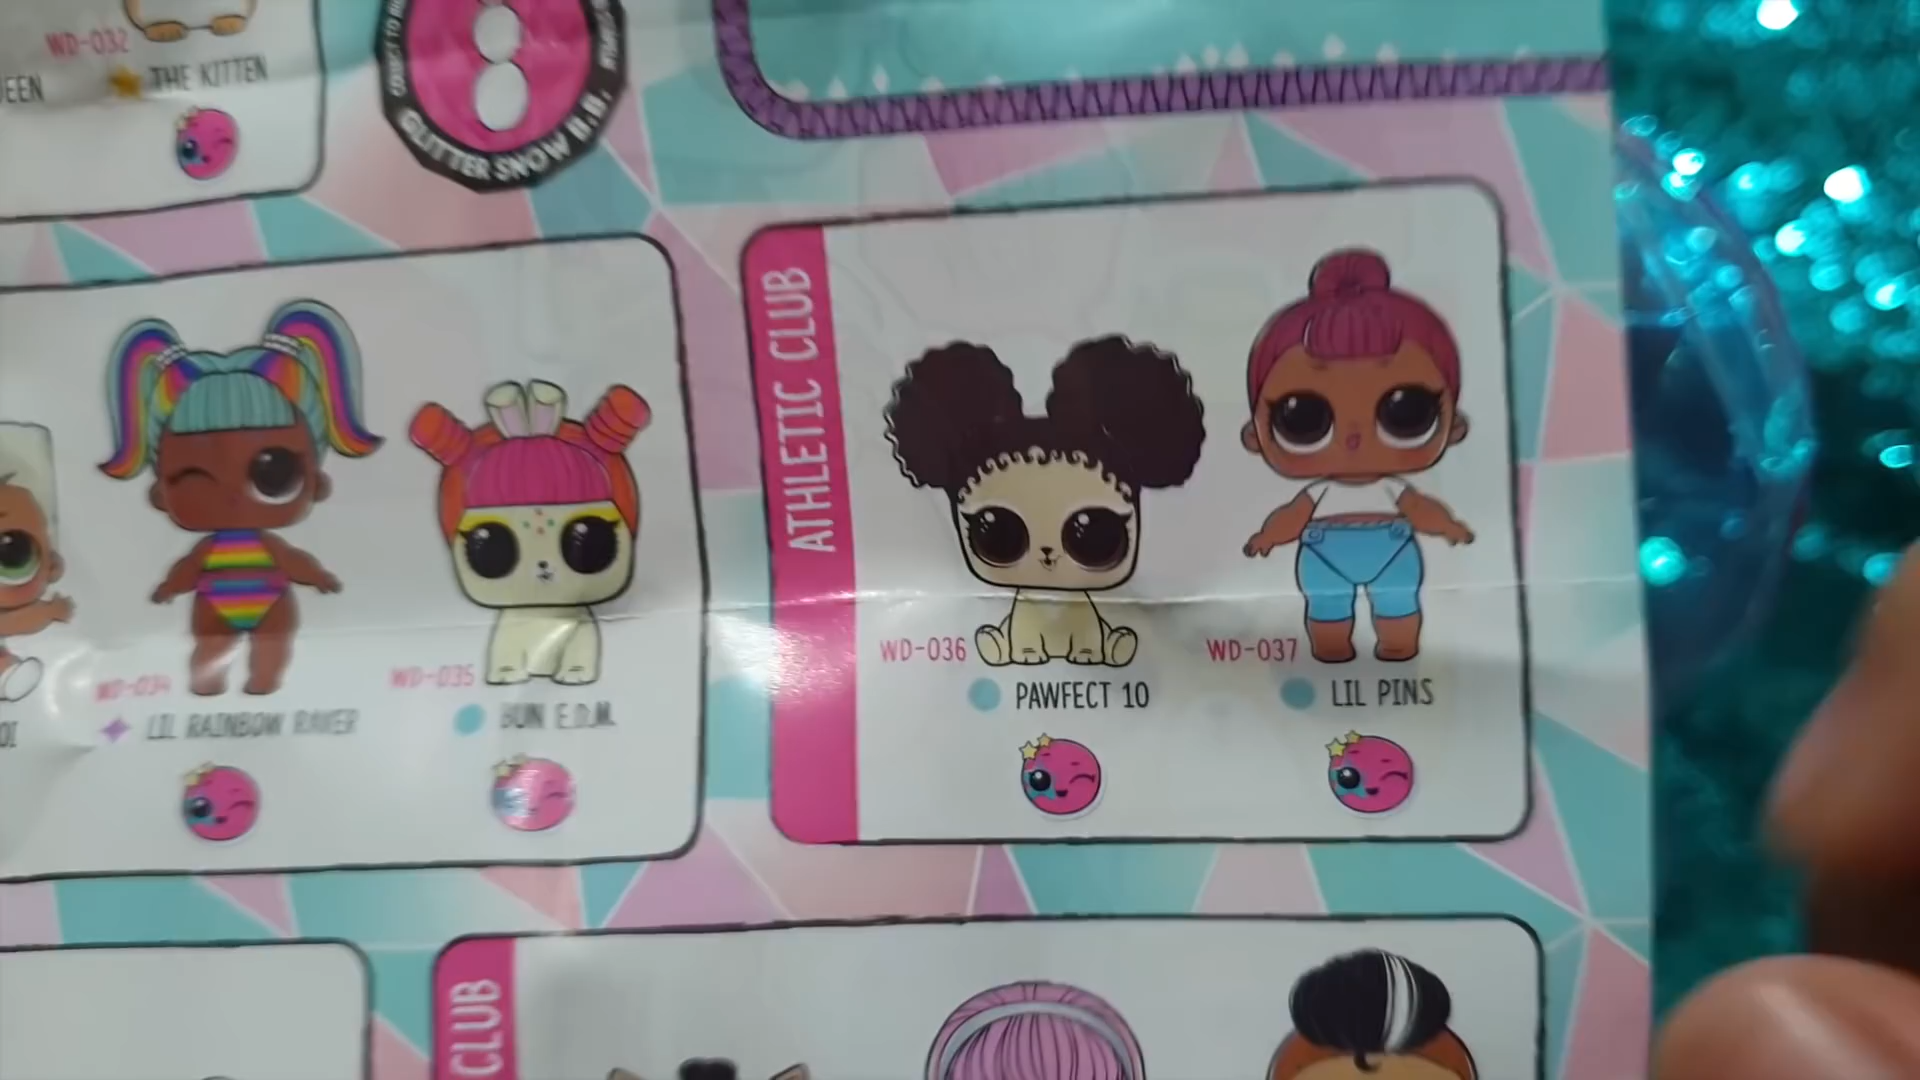 WD-032
UEEN
THE KITTEN
GLITTER SNOW B.B.
ATHLETIC CLUB
WD-034
LIL RAINBOW RAVER
WD-035
BUN E.D.M.
WD-036
PAWFECT 10
WD-037
LIL PINS
CLUB